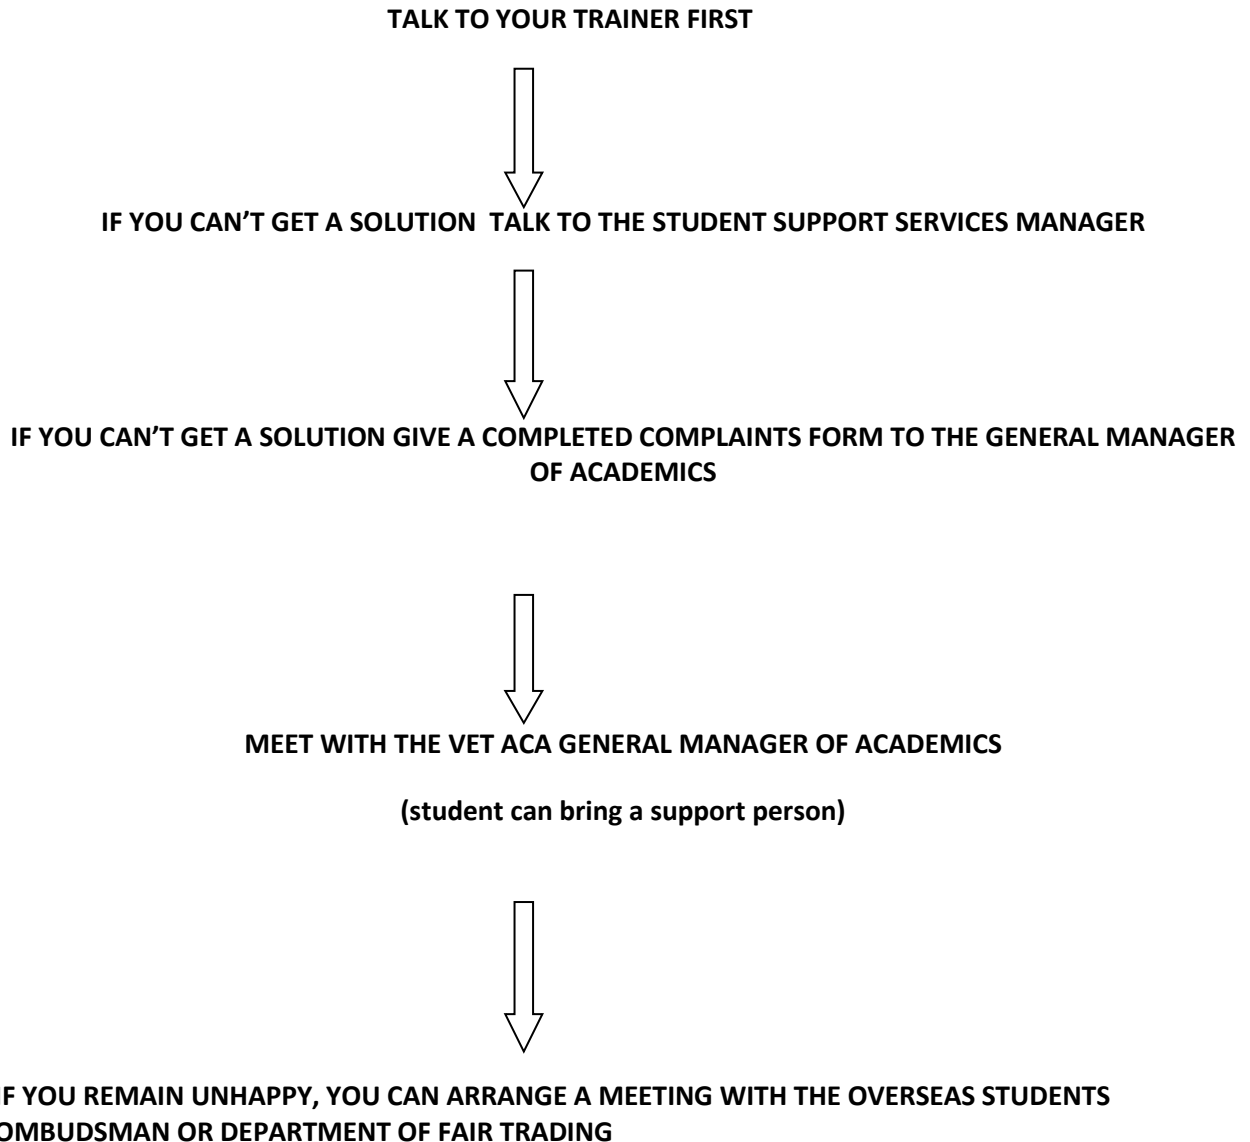 TALK TO YOUR TRAINER FIRST
IF YOU CAN’T GET A SOLUTION  TALK TO THE STUDENT SUPPORT SERVICES MANAGER
IF YOU CAN’T GET A SOLUTION GIVE A COMPLETED COMPLAINTS FORM TO THE GENERAL MANAGER
OF ACADEMICS
MEET WITH THE VET ACA GENERAL MANAGER OF ACADEMICS
(student can bring a support person)
IF YOU REMAIN UNHAPPY, YOU CAN ARRANGE A MEETING WITH THE OVERSEAS STUDENTS
OMBUDSMAN OR DEPARTMENT OF FAIR TRADING